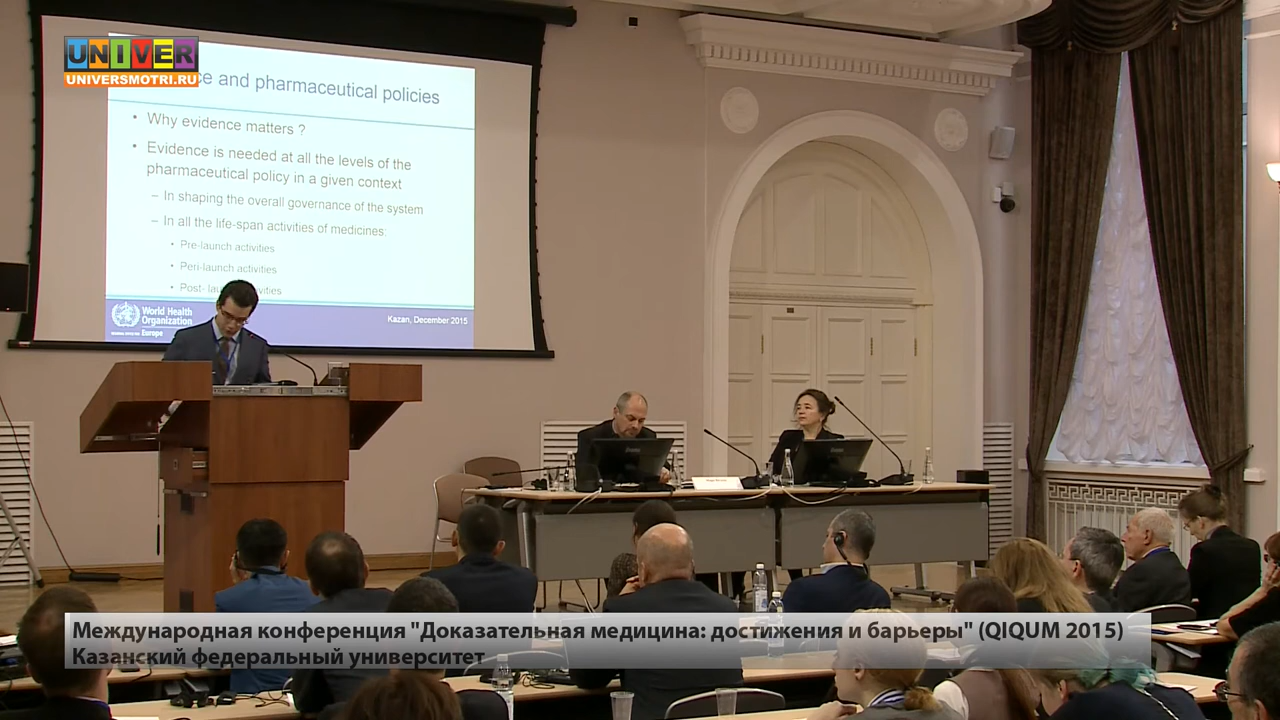 UNIVER
UNIVERSMOTRI.RU
ce and pharmaceutical policies
• Why evidence matters ?
• Evidence is needed at all the levels of the
pharmaceutical policy in a given context
– In shaping the overall governance of the system
– In all the life-span activities of medicines:
• Pre-launch activities
• Peri-launch activities
• Post- activities
World Health
Organization
Europe
Kazan, December 2015
Международная конференция "Доказательная медицина: достижения и барьеры" (QIQUM 2015)
Казанский федеральный университет